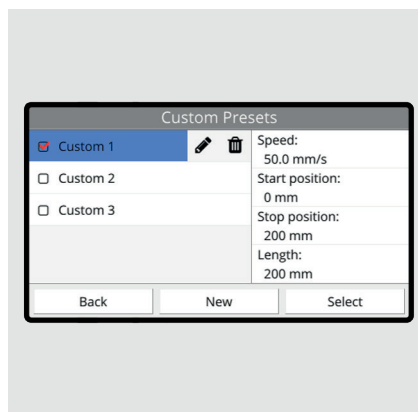 Custom Presets
Custom 1
Custom 2
Custom 3
Speed:
50.0 mm/s
Start position:
0 mm
Stop position:
200 mm
Length:
200 mm
Back
New
Select